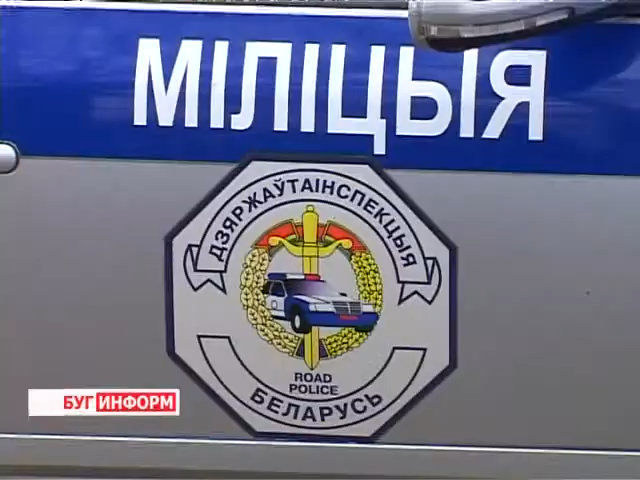 МІЛІЦЫЯ
ДЗЯРЖАЎТАІНСПЕКЦЫЯ
ROAD
POLICE
БЕЛАРУСЬ
БУГИНФОРМ